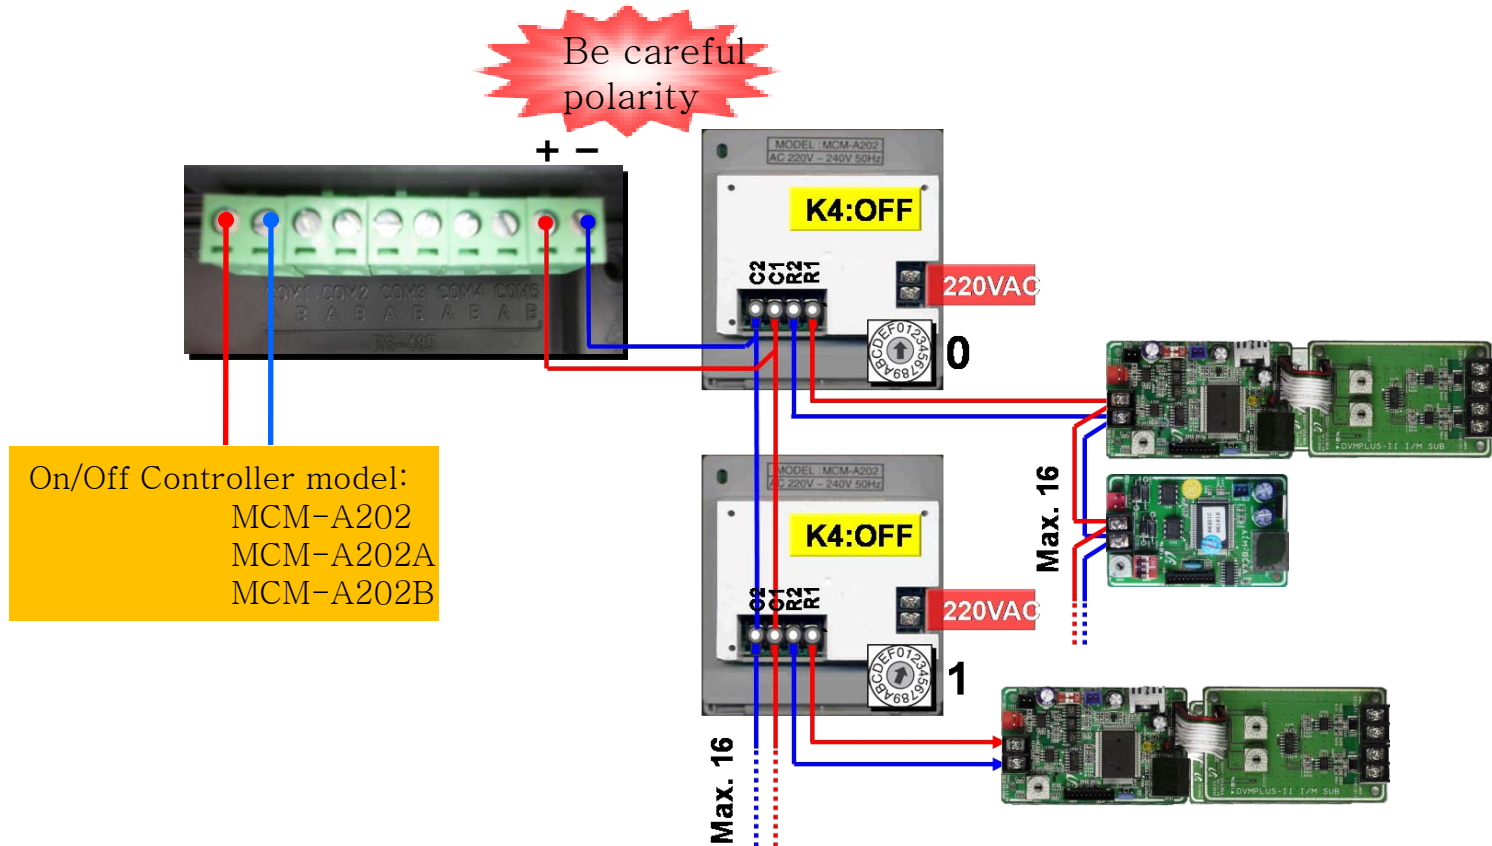 Be careful
polarity
+ −
COM1 COM2 COM3 COM4 COM5
A B A B A B A B A B
RS-485
On/Off Controller model:
MCM-A202
MCM-A202A
MCM-A202B
MODEL : MCM-A202
AC 220V ~ 240V 50Hz
K4:OFF
C2 C1 R2 R1
220VAC
0123456789ABCDEF
0
MODEL : MCM-A202
AC 220V ~ 240V 50Hz
K4:OFF
C2 C1 R2 R1
220VAC
0123456789ABCDEF
1
Max. 16
Max. 16
DVMPLUS-II I/M SUB
DVMPLUS-II I/M SUB